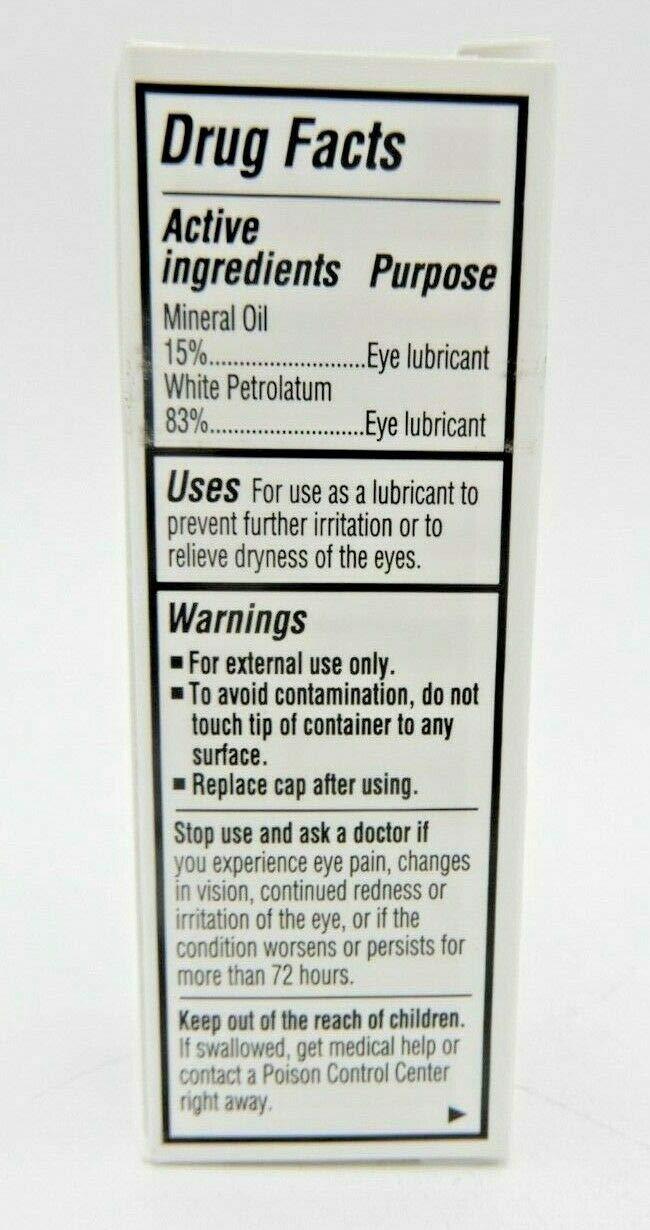 Drug Facts
Active
ingredients Purpose
Mineral Oil
15%..........................Eye lubricant
White Petrolatum
83%..........................Eye lubricant
Uses For use as a lubricant to
prevent further irritation or to
relieve dryness of the eyes.
Warnings
■ For external use only.
■ To avoid contamination, do not
touch tip of container to any
surface.
■ Replace cap after using.
Stop use and ask a doctor if
you experience eye pain, changes
in vision, continued redness or
irritation of the eye, or if the
condition worsens or persists for
more than 72 hours.
Keep out of the reach of children.
If swallowed, get medical help or
contact a Poison Control Center
right away. ▶